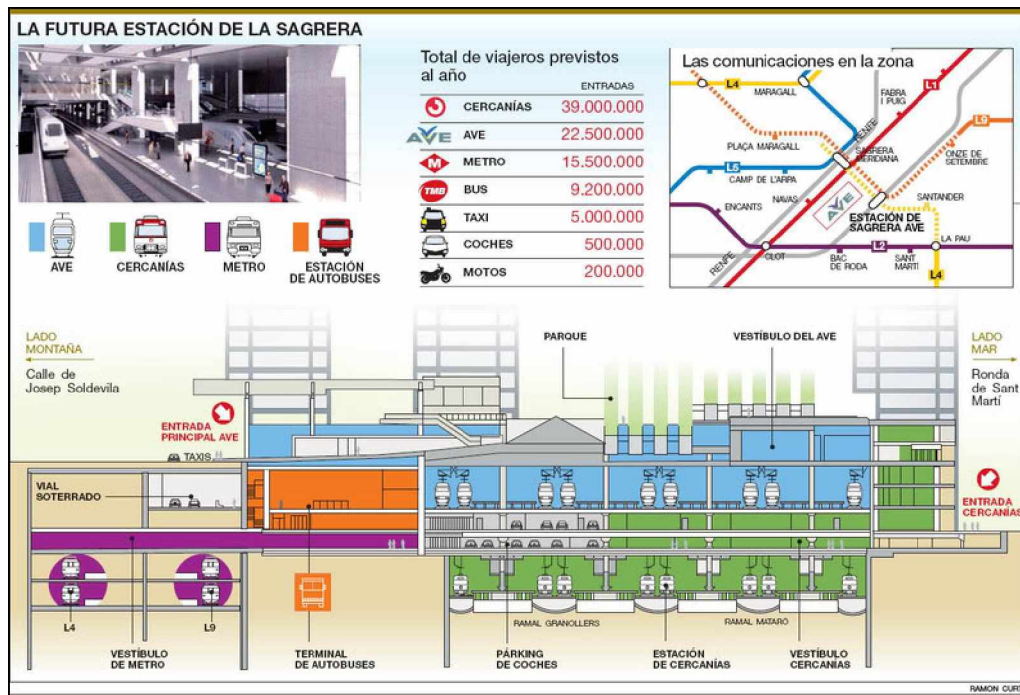 LA FUTURA ESTACIÓN DE LA SAGRERA
AVE
CERCANÍAS
METRO
ESTACIÓN
DE AUTOBUSES
Total de viajeros previstos
al año
ENTRADAS
CERCANÍAS 39.000.000
AVE AVE 22.500.000
M METRO 15.500.000
TMB BUS 9.200.000
TAXI 5.000.000
COCHES 500.000
MOTOS 200.000
Las comunicaciones en la zona
L4
MARAGALL
FABRA
I PUIG
L1
RENFE
L9
PLAÇA MARAGALL
SAGRERA
MERIDIANA
ONZE DE
SETEMBRE
L5
CAMP DE L'ARPA
NAVAS
AVE
SANTANDER
ENCANTS
ESTACIÓN DE
SAGRERA AVE
LA PAU
RENFE
CLOT
BAC
DE RODA
L2
SANT
MARTÍ
L4
LADO
MONTAÑA
Calle de
Josep Soldevila
PARQUE
VESTÍBULO DEL AVE
LADO
MAR
Ronda
de Sant
Martí
ENTRADA
PRINCIPAL AVE
TAXIS
VIAL
SOTERRADO
ENTRADA
CERCANÍAS
L4
L9
RAMAL GRANOLLERS
RAMAL MATARÓ
VESTÍBULO
DE METRO
TERMINAL
DE AUTOBUSES
PÁRKING
DE COCHES
ESTACIÓN
DE CERCANÍAS
VESTÍBULO
CERCANÍAS
RAMON CURT